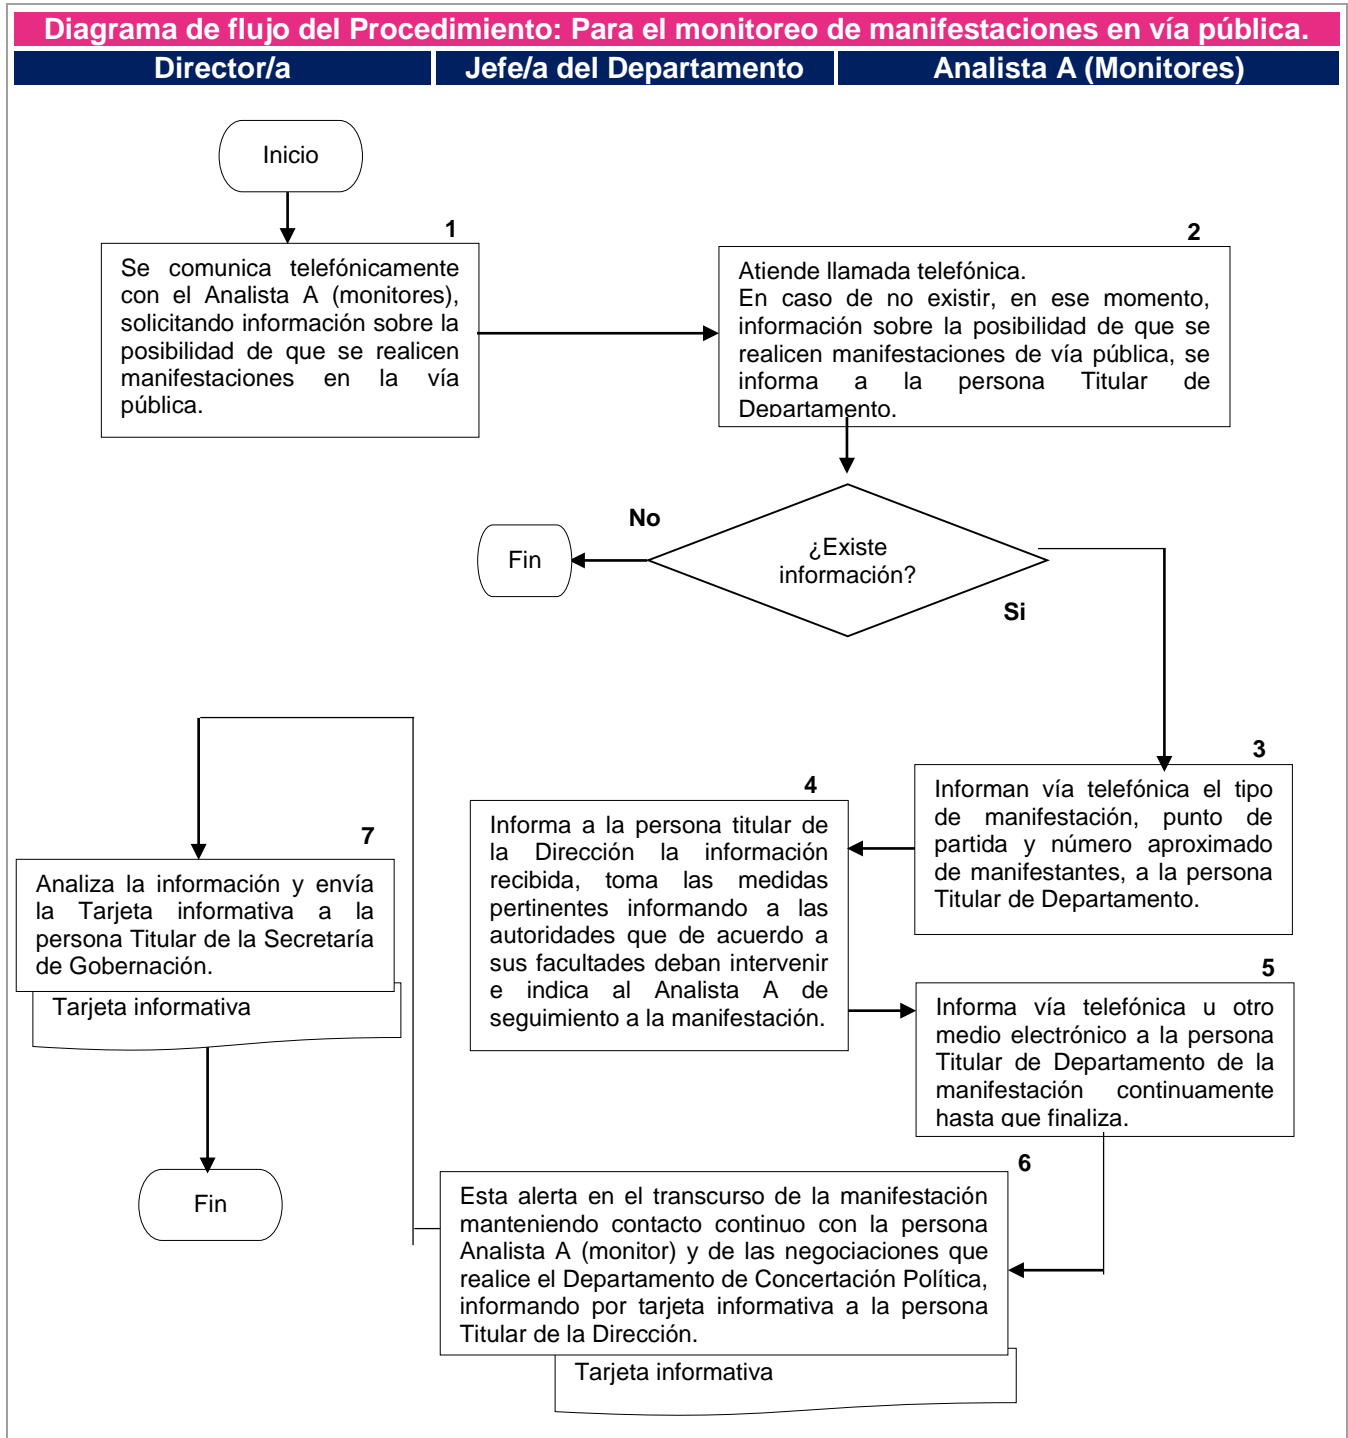 Diagrama de flujo del Procedimiento: Para el monitoreo de manifestaciones en vía pública.
Director/a
Jefe/a del Departamento
Analista A (Monitores)
Inicio
1
Se comunica telefónicamente
con el Analista A (monitores),
solicitando información sobre la
posibilidad de que se realicen
manifestaciones en la vía
pública.
2
Atiende llamada telefónica.
En caso de no existir, en ese momento,
información sobre la posibilidad de que se
realicen manifestaciones de vía pública, se
informa a la persona Titular de
Departamento.
¿Existe
información?
No
Fin
Si
3
Informan vía telefónica el tipo
de manifestación, punto de
partida y número aproximado
de manifestantes, a la persona
Titular de Departamento.
4
Informa a la persona titular de
la Dirección la información
recibida, toma las medidas
pertinentes informando a las
autoridades que de acuerdo a
sus facultades deban intervenir
e indica al Analista A de
seguimiento a la manifestación.
5
Informa vía telefónica u otro
medio electrónico a la persona
Titular de Departamento de la
manifestación continuamente
hasta que finaliza.
6
Esta alerta en el transcurso de la manifestación
manteniendo contacto continuo con la persona
Analista A (monitor) y de las negociaciones que
realice el Departamento de Concertación Política,
informando por tarjeta informativa a la persona
Titular de la Dirección.
Tarjeta informativa
7
Analiza la información y envía
la Tarjeta informativa a la
persona Titular de la Secretaría
de Gobernación.
Tarjeta informativa
Fin